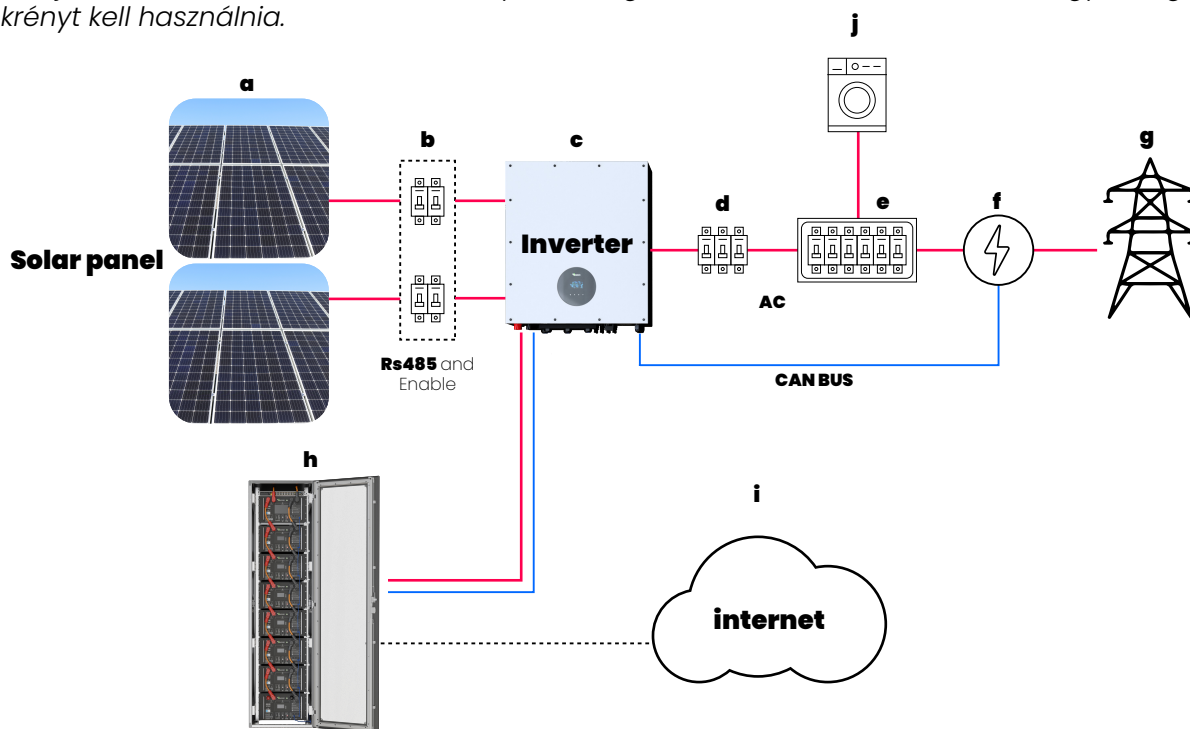 krényt kell használnia.
j
a
b
c
g
d
e
f
Solar panel
Inverter
AC
Rs485 and
Enable
CAN BUS
h
i
internet